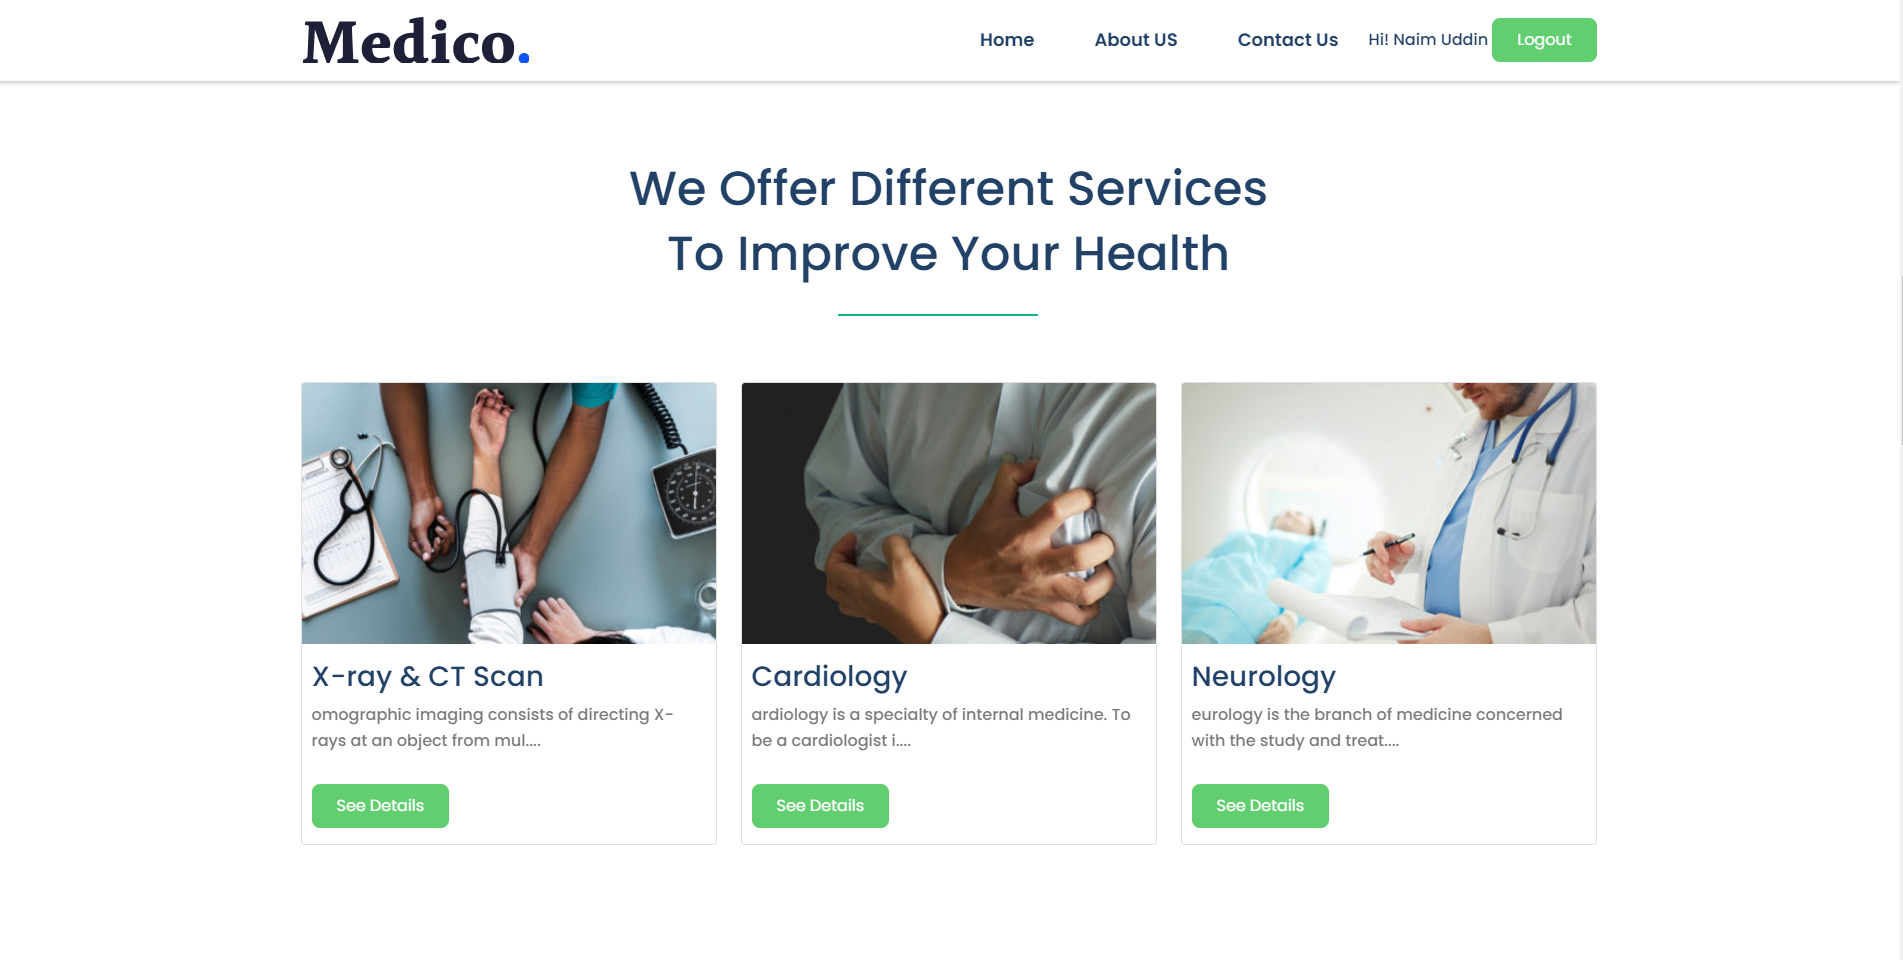 Medico.
Home About US Contact Us Hi! Naim Uddin Logout
We Offer Different Services
To Improve Your Health
X-ray & CT Scan
omographic imaging consists of directing X-
rays at an object from mul....
See Details
Cardiology
ardiology is a specialty of internal medicine. To
be a cardiologist i....
See Details
Neurology
eurology is the branch of medicine concerned
with the study and treat....
See Details